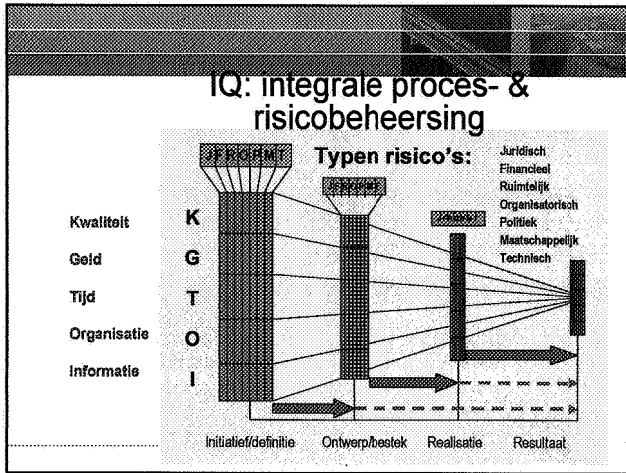 IQ: integrale proces- &
risicobeheersing
JFROPMT
Typen risico's:
Juridisch
Financieel
Ruimtelijk
Organisatorisch
Politiek
Maatschappelijk
Technisch
Kwaliteit
Geld
Tijd
Organisatie
Informatie
K
G
T
O
I
Initiatief/definitie Ontwerp/bestek Realisatie Resultaat